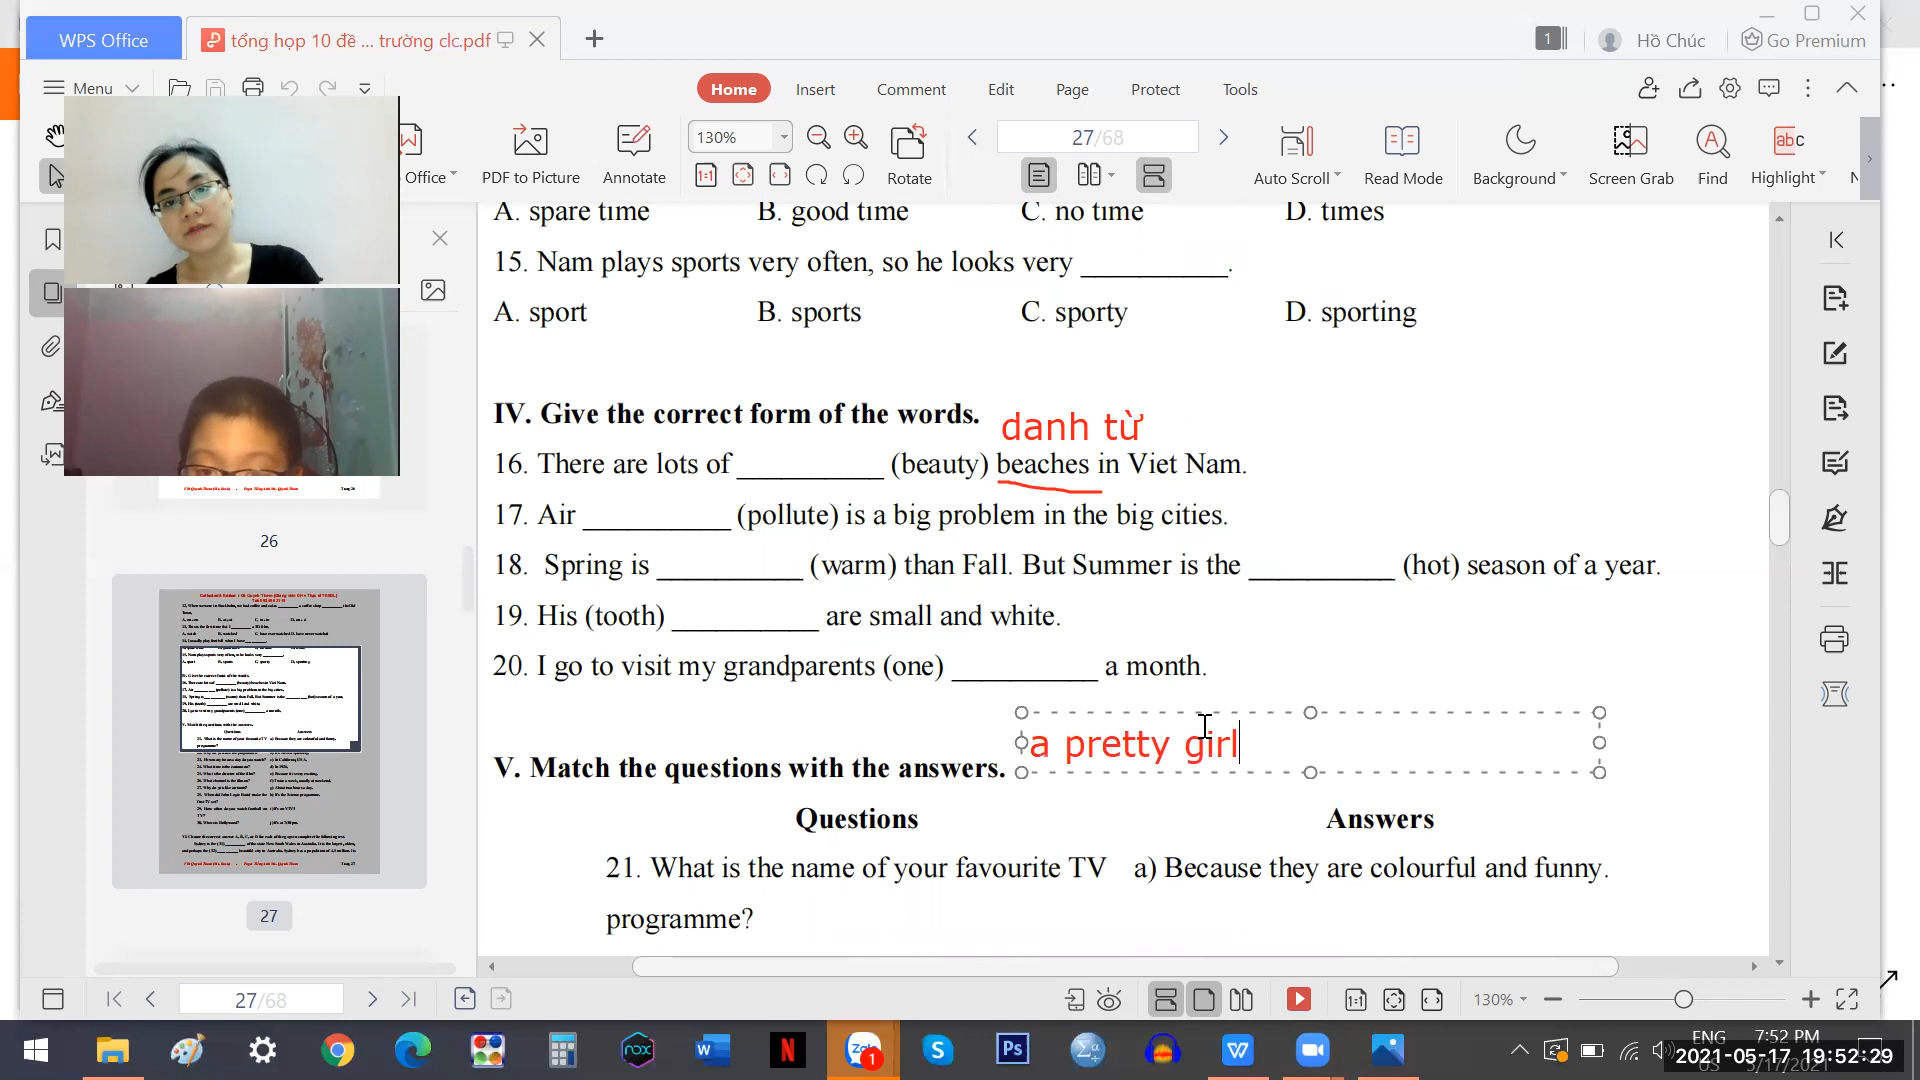 WPS Office
tổng hợp 10 đề ... trường clc.pdf
1
Hồ Chúc
Go Premium
Menu
Home
Insert
Comment
Edit
Page
Protect
Tools
Office
PDF to Picture
Annotate
130%
27/68
Rotate
Auto Scroll
Read Mode
Background
Screen Grab
Find
Highlight
A. spare time B. good time C. no time D. times
15. Nam plays sports very often, so he looks very __________.
A. sport B. sports C. sporty D. sporting
IV. Give the correct form of the words.
danh từ
16. There are lots of __________ (beauty) beaches in Viet Nam.
17. Air __________ (pollute) is a big problem in the big cities.
18. Spring is __________ (warm) than Fall. But Summer is the __________ (hot) season of a year.
19. His (tooth) __________ are small and white.
20. I go to visit my grandparents (one) __________ a month.
a pretty girl
V. Match the questions with the answers.
Questions Answers
21. What is the name of your favourite TV a) Because they are colourful and funny.
programme?
26
27
27/68
130%
ENG
7:52 PM
2021-05-17 19:52:29